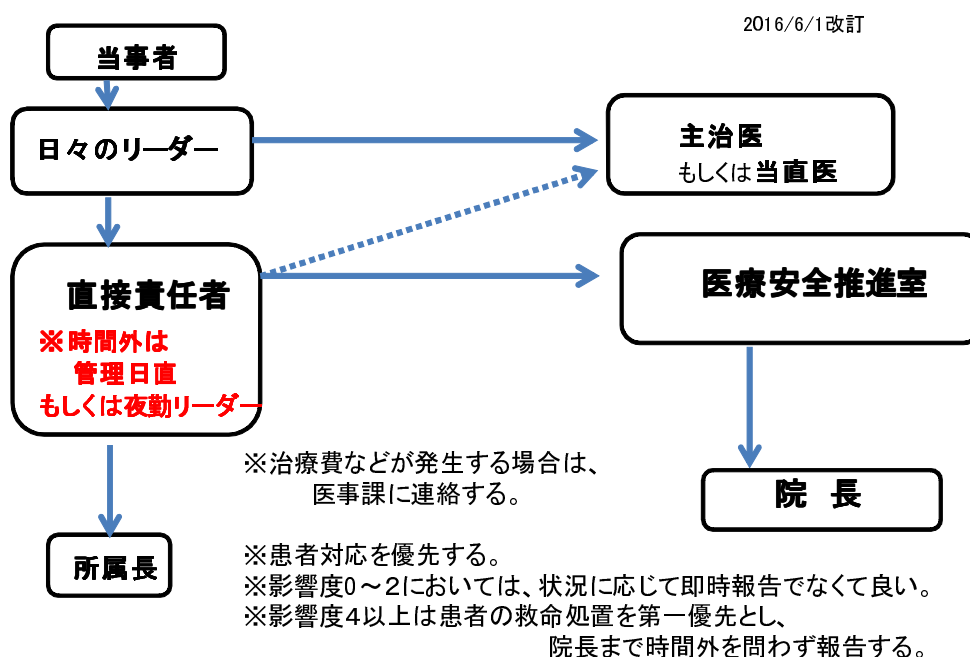 2016/6/1改訂
当事者
日々のリーダー
主治医
もしくは当直医
直接責任者
※時間外は
管理日直
もしくは夜勤リーダー
医療安全推進室
※治療費などが発生する場合は、
医事課に連絡する。
院 長
所属長
※患者対応を優先する。
※影響度0～2においては、状況に応じて即時報告でなくて良い。
※影響度4以上は患者の救命処置を第一優先とし、
院長まで時間外を問わず報告する。